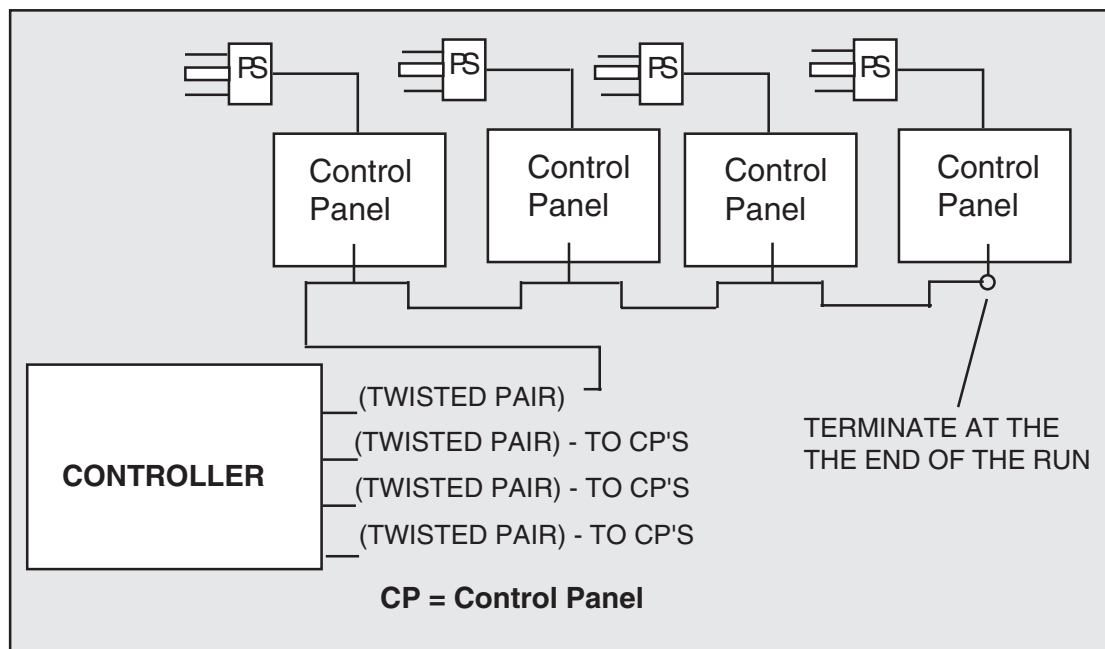 PS
PS
PS
PS
Control
Panel
Control
Panel
Control
Panel
Control
Panel
(TWISTED PAIR)
(TWISTED PAIR) - TO CP'S
(TWISTED PAIR) - TO CP'S
(TWISTED PAIR) - TO CP'S
CONTROLLER
TERMINATE AT THE
THE END OF THE RUN
CP = Control Panel